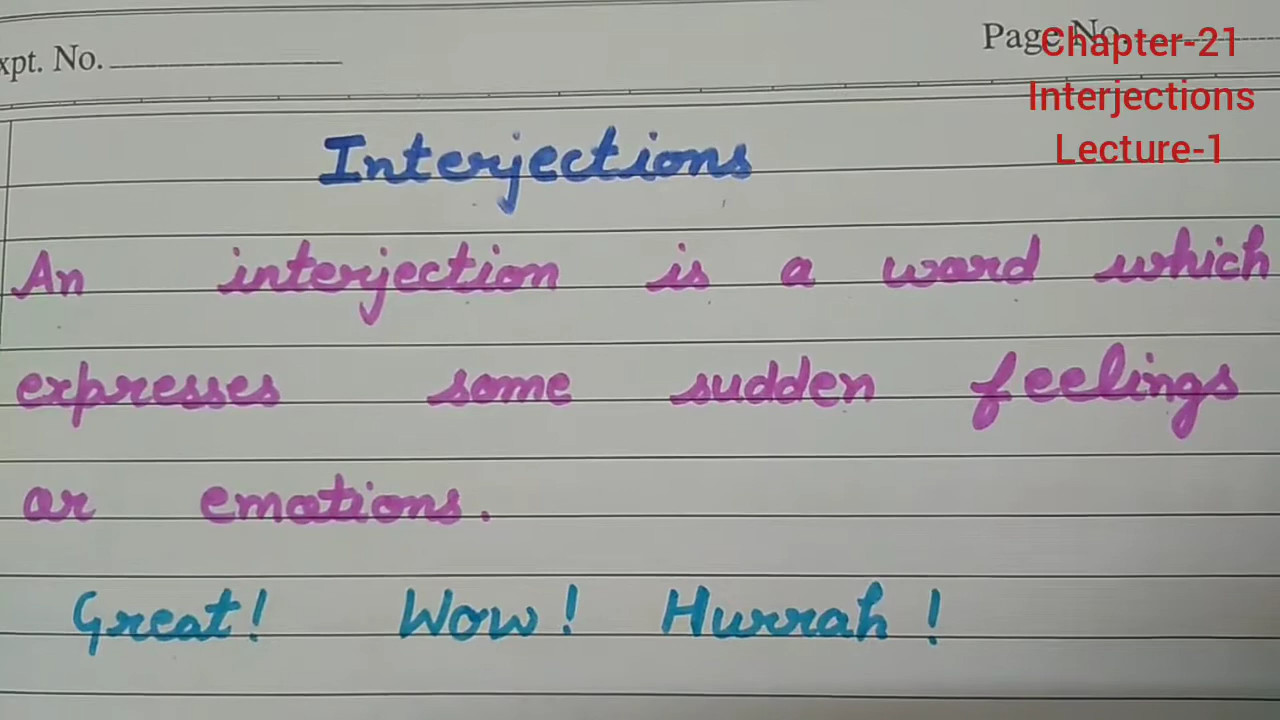 xpt. No.
Page No.
Chapter-21
Interjections
Lecture-1
Interjections
An interjection is a word which
expresses some sudden feelings
or emotions.
Great! Wow! Hurrah!